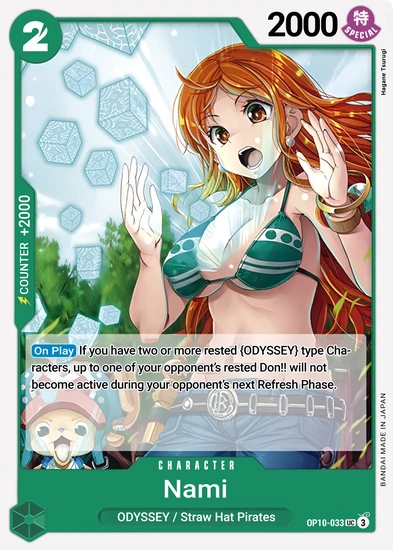 2
2000
特
SPECIAL
Hagane Tsurugi
COUNTER +2000
On Play If you have two or more rested {ODYSSEY} type Cha-
racters, up to one of your opponent's rested Don!! will not
become active during your opponent's next Refresh Phase.
BANDAI MADE IN JAPAN
CHARACTER
Nami
ODYSSEY / Straw Hat Pirates
OP10-033 UC 3